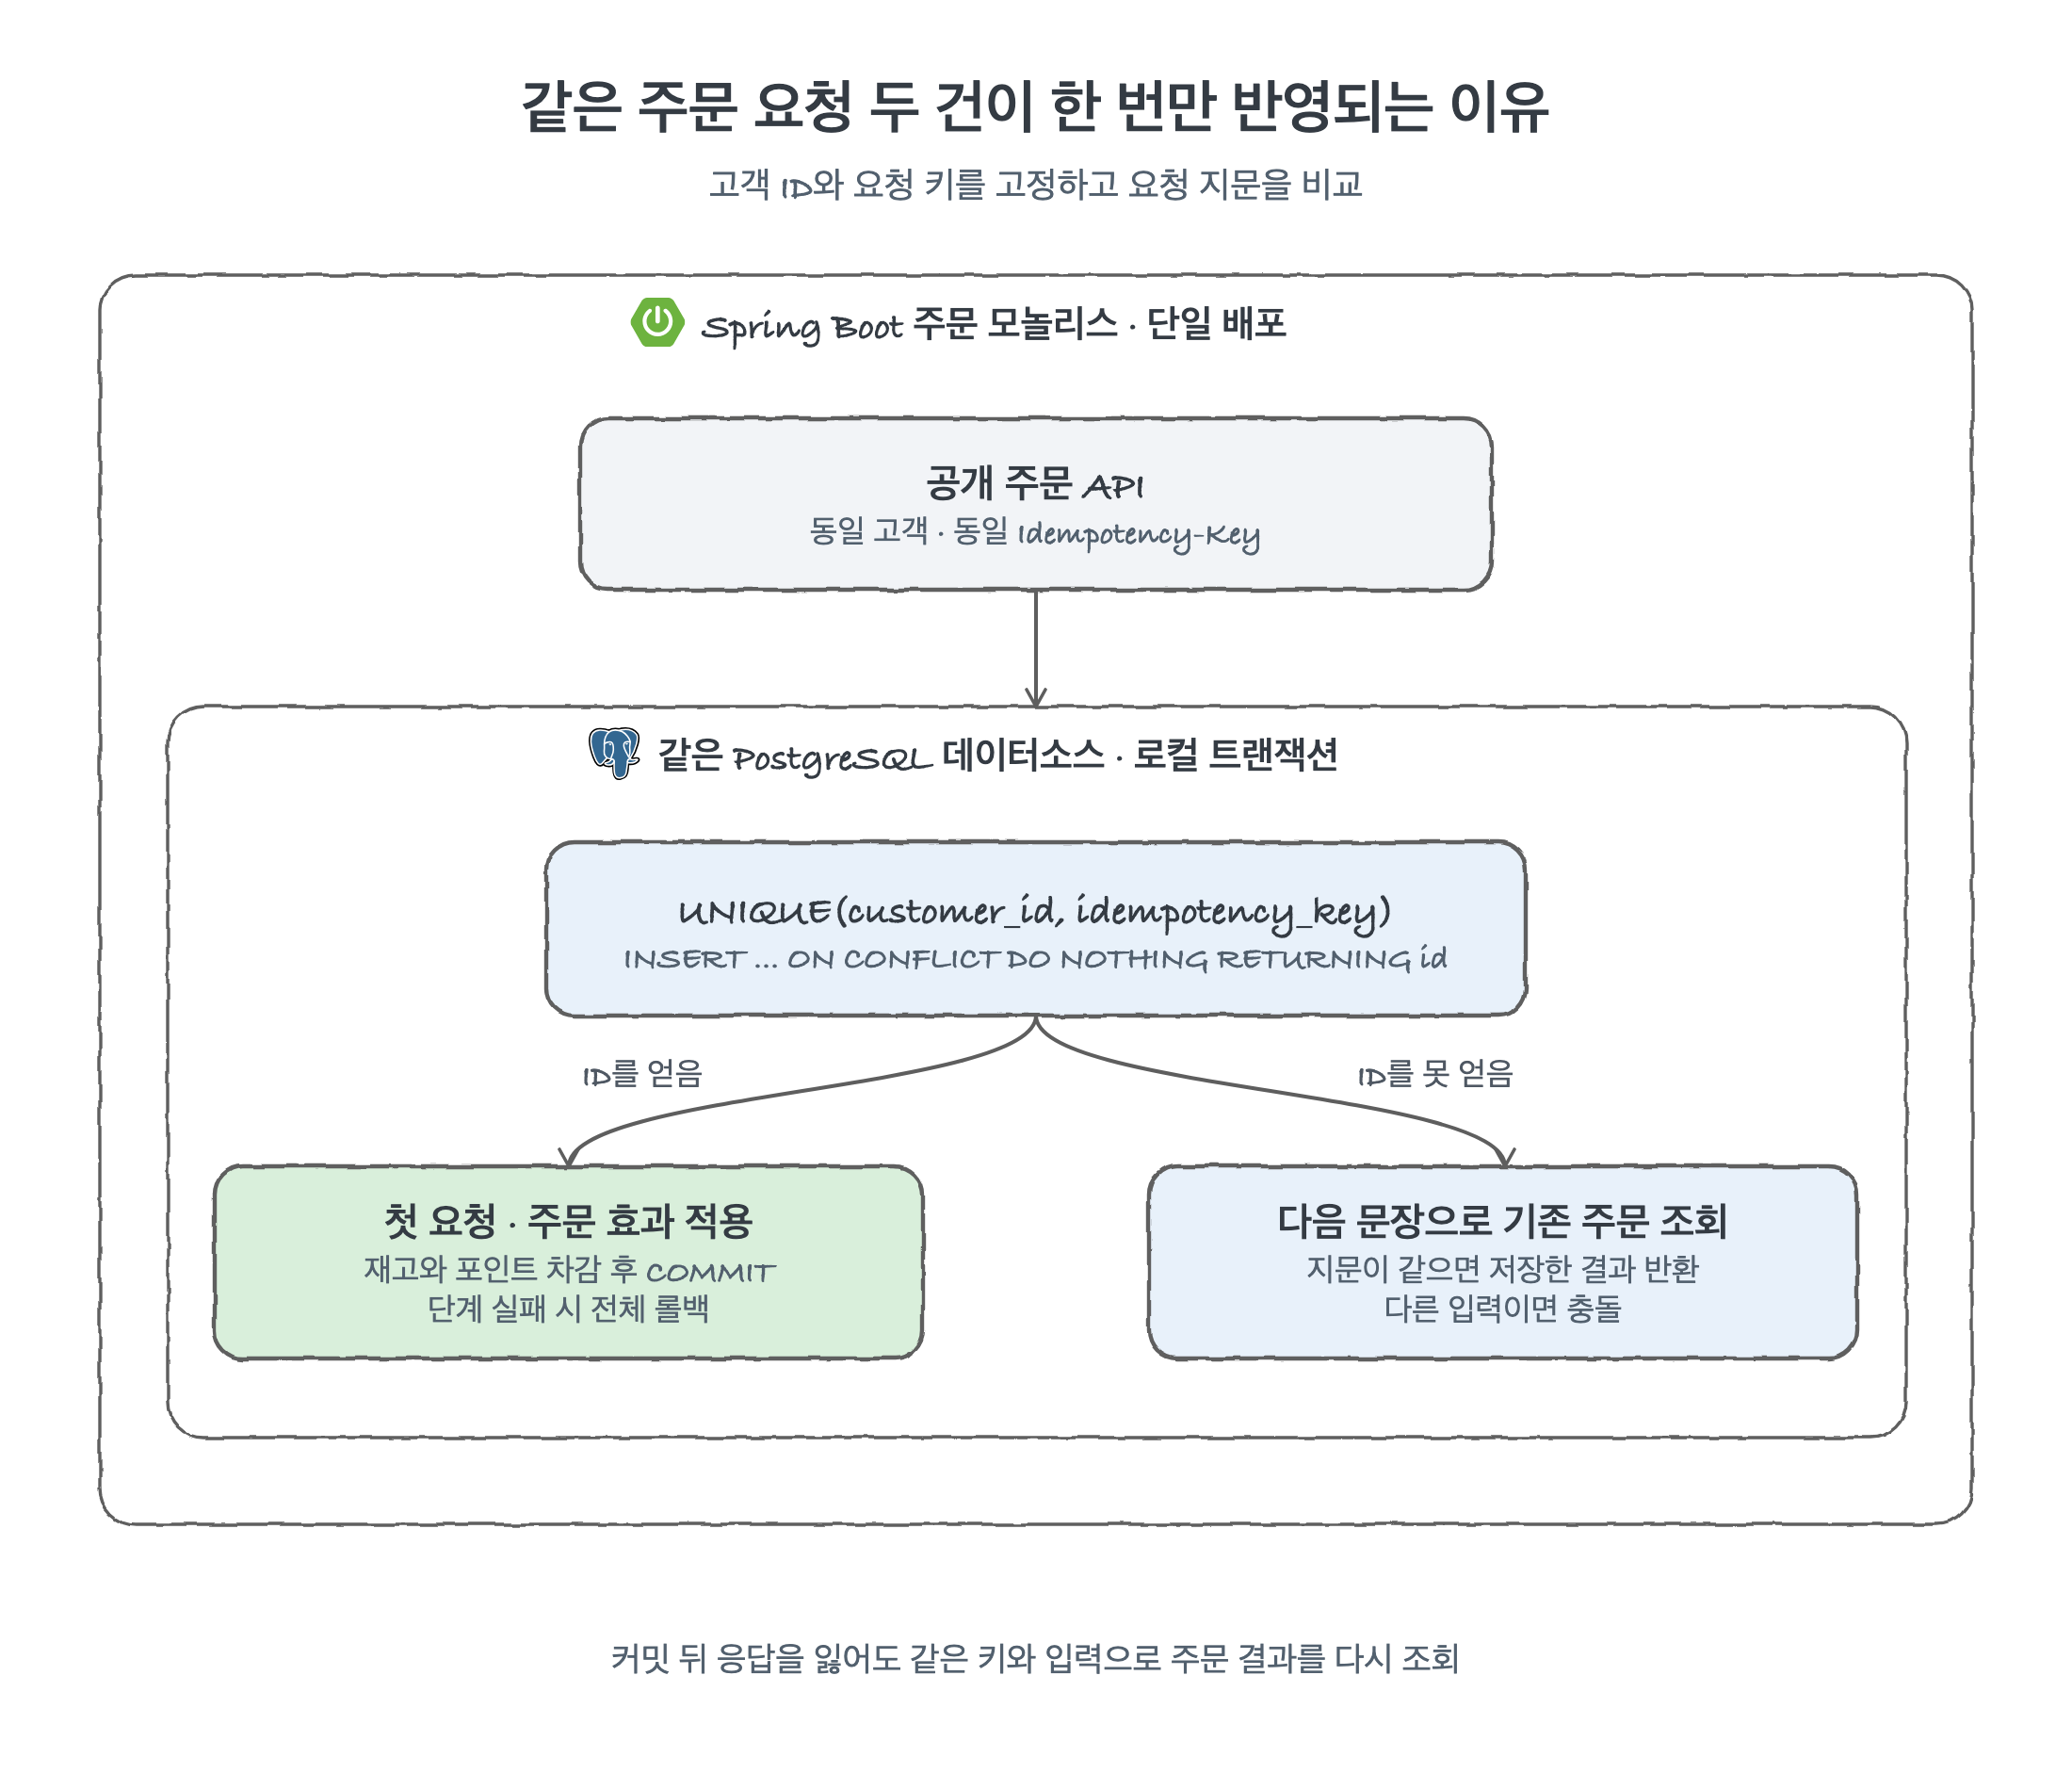 같은 주문 요청 두 건이 한 번만 반영되는 이유
고객 ID와 요청 키를 고정하고 요청 지문을 비교
Spring Boot 주문 모놀리스 · 단일 배포
공개 주문 API
동일 고객 · 동일 Idempotency-Key
같은 PostgreSQL 데이터소스 · 로컬 트랜잭션
UNIQUE(customer_id, idempotency_key)
INSERT ... ON CONFLICT DO NOTHING RETURNING id
ID를 얻음
ID를 못 얻음
첫 요청 · 주문 효과 적용
재고와 포인트 차감 후 COMMIT
단계 실패 시 전체 롤백
다음 문장으로 기존 주문 조회
지문이 같으면 저장한 결과 반환
다른 입력이면 충돌
커밋 뒤 응답을 잃어도 같은 키와 입력으로 주문 결과를 다시 조회